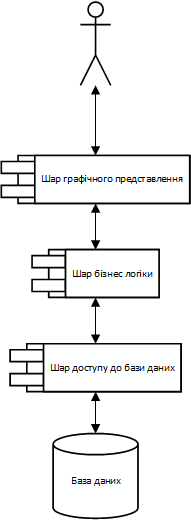 Шар графічного представлення
Шар бізнес логіки
Шар доступу до бази даних
База даних